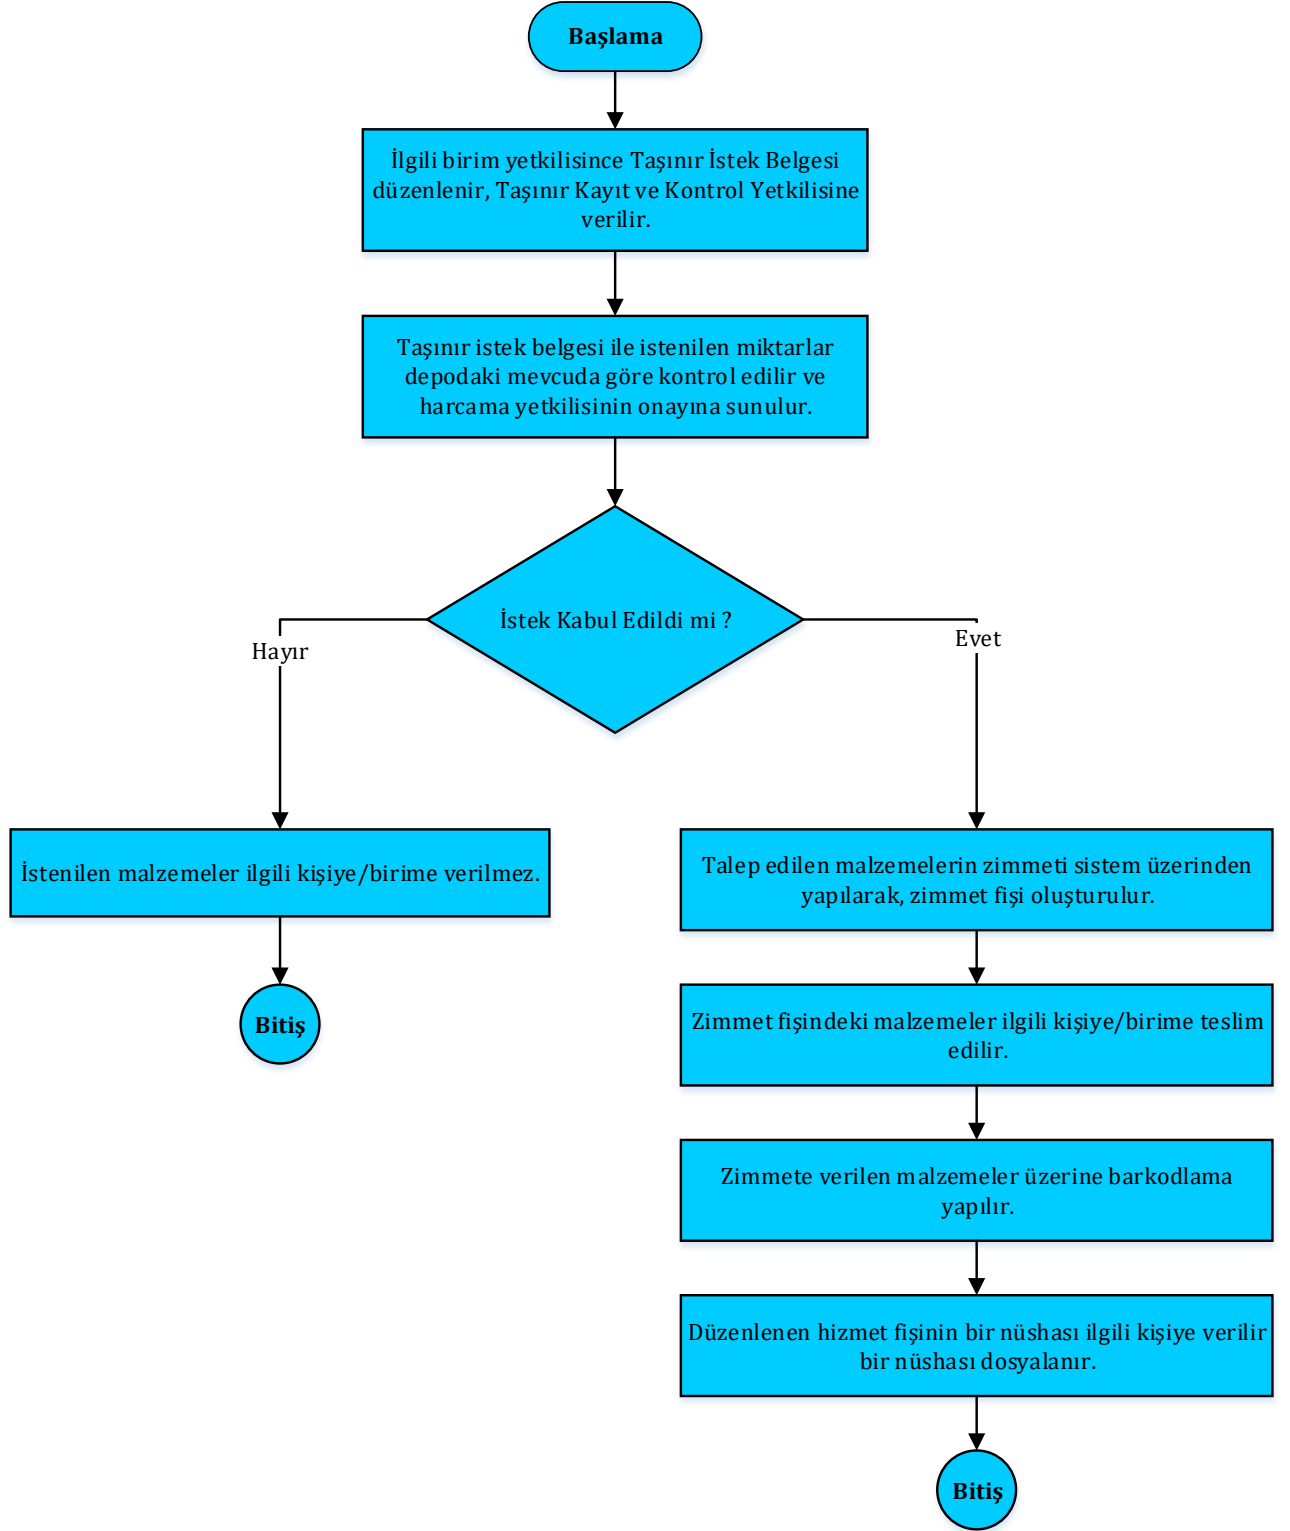 Başlama
İlgili birim yetkilisince Taşınır İstek Belgesi
düzenlenir, Taşınır Kayıt ve Kontrol Yetkilisine
verilir.
Taşınır istek belgesi ile istenilen miktarlar
depodaki mevcuda göre kontrol edilir ve
harcama yetkilisinin onayına sunulur.
İstek Kabul Edildi mi ?
Hayır
Evet
İstenilen malzemeler ilgili kişiye/birime verilmez.
Bitiş
Talep edilen malzemelerin zimmeti sistem üzerinden
yapılarak, zimmet fişi oluşturulur.
Zimmet fişindeki malzemeler ilgili kişiye/birime teslim
edilir.
Zimmete verilen malzemeler üzerine barkodlama
yapılır.
Düzenlenen hizmet fişinin bir nüshası ilgili kişiye verilir
bir nüshası dosyalanır.
Bitiş